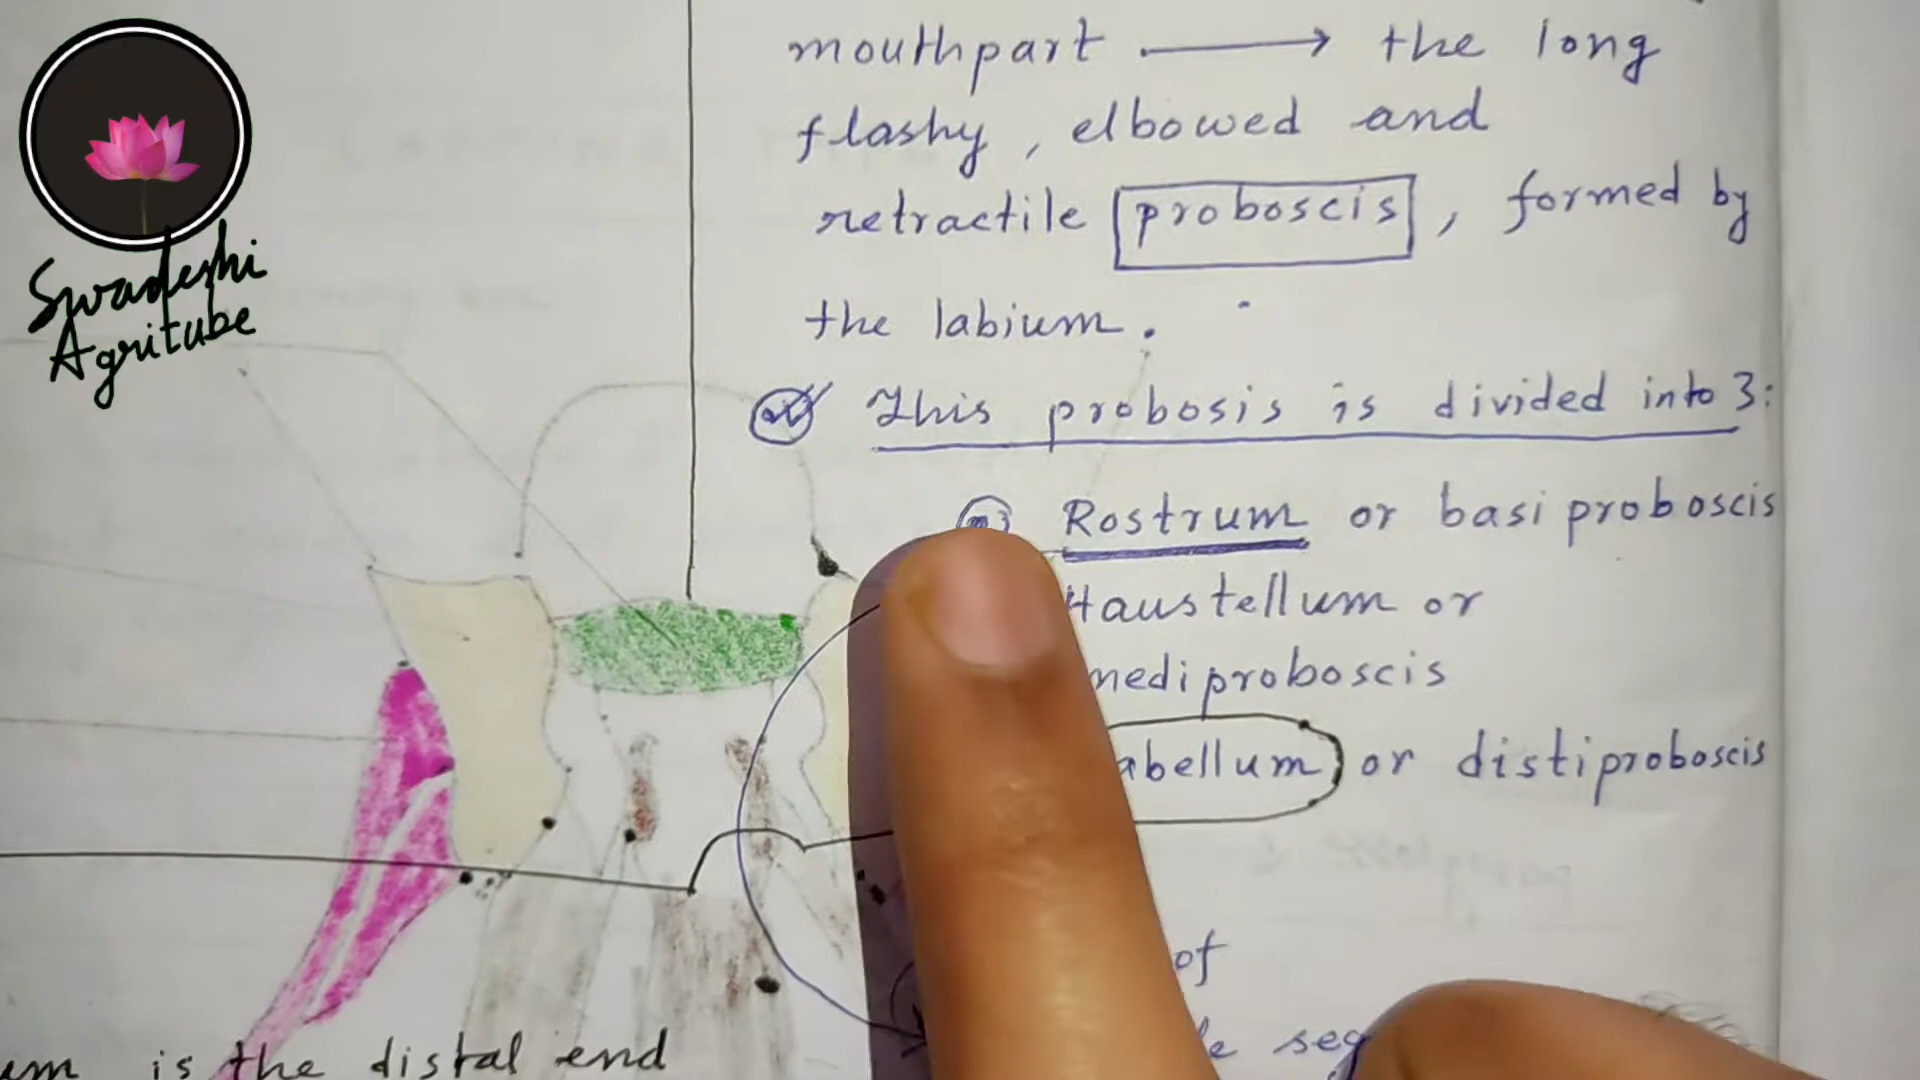 Swadeshi
Agritube
mouthpart → the long
flashy, elbowed and
retractile proboscis, formed by
the labium.
This probosis is divided into 3:
Rostrum or basiproboscis
Haustellum or
mediproboscis
abellum or distiproboscis
of
is the distal end